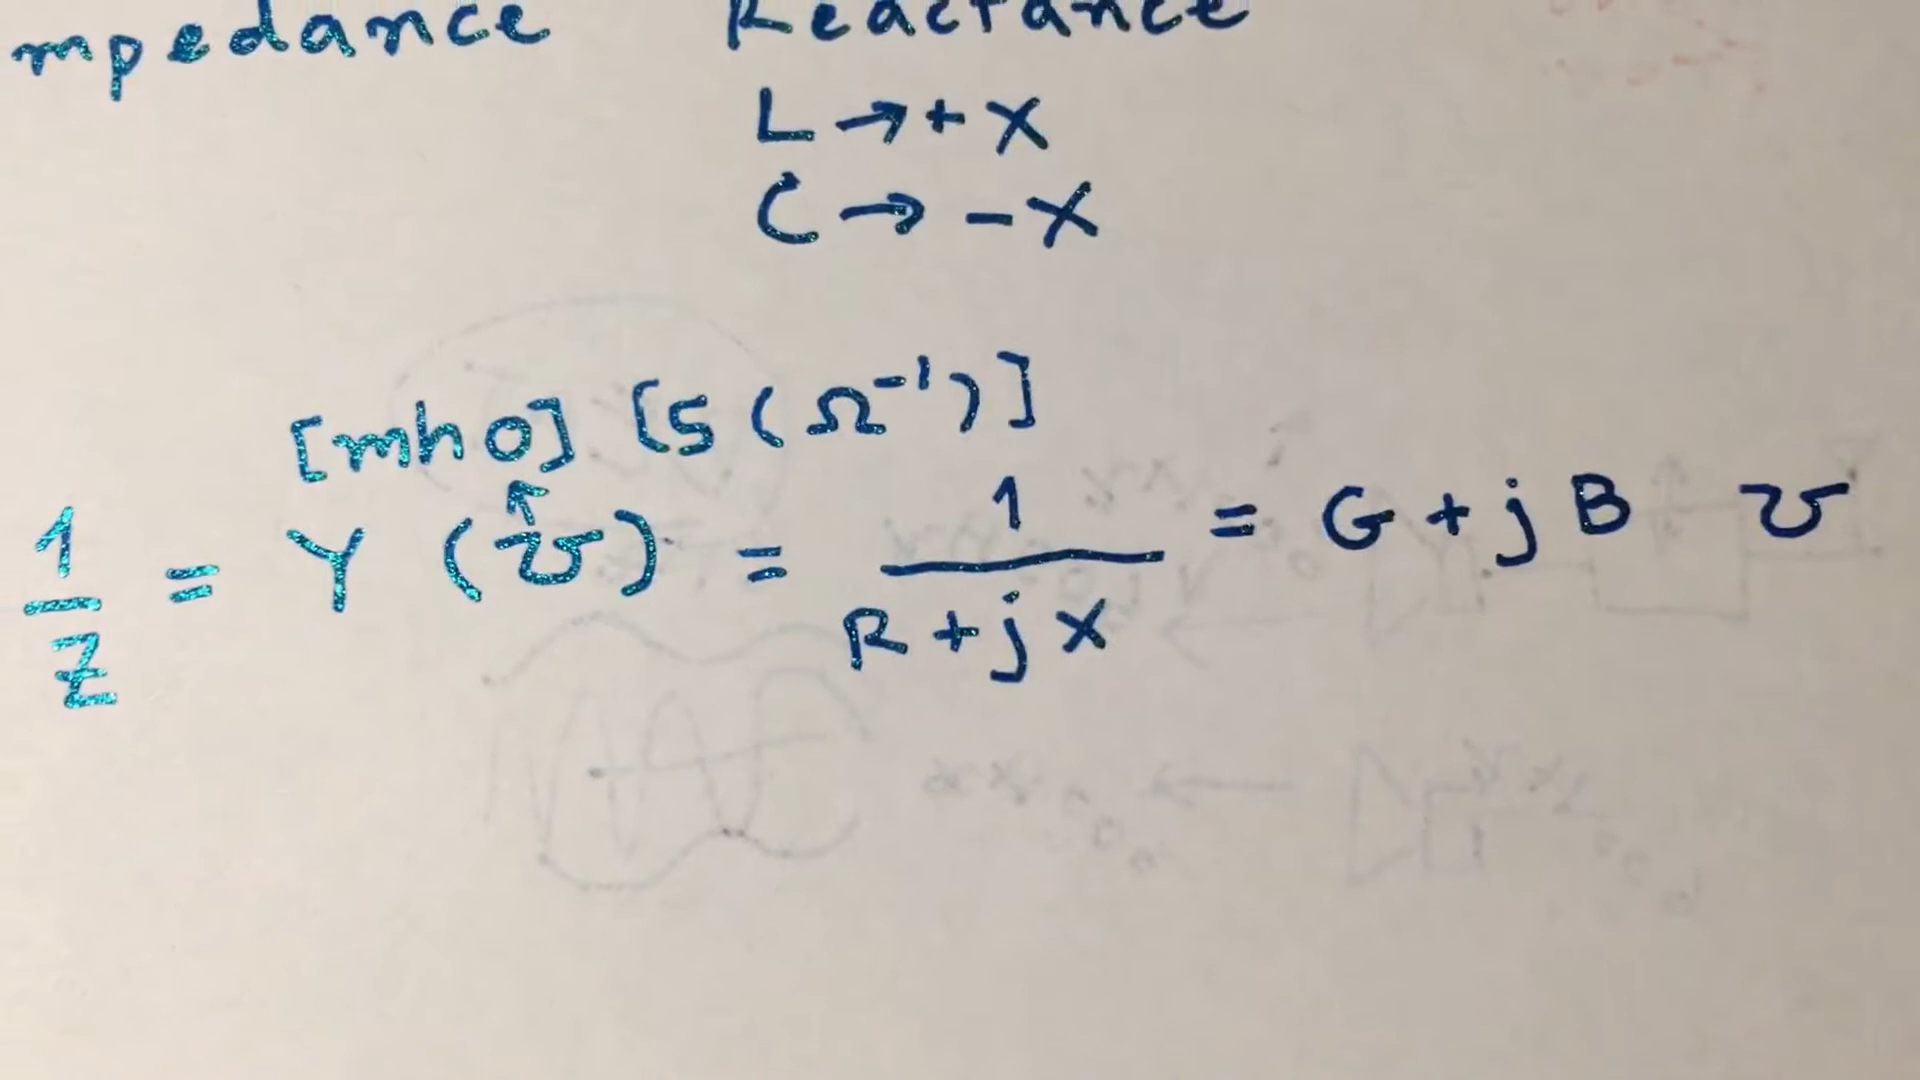 mpedance Reactance
L → + X
C → - X
[mho] [S (Ω⁻¹)]
1/Z = Y (℧) = 1/(R + jX) = G + jB ℧